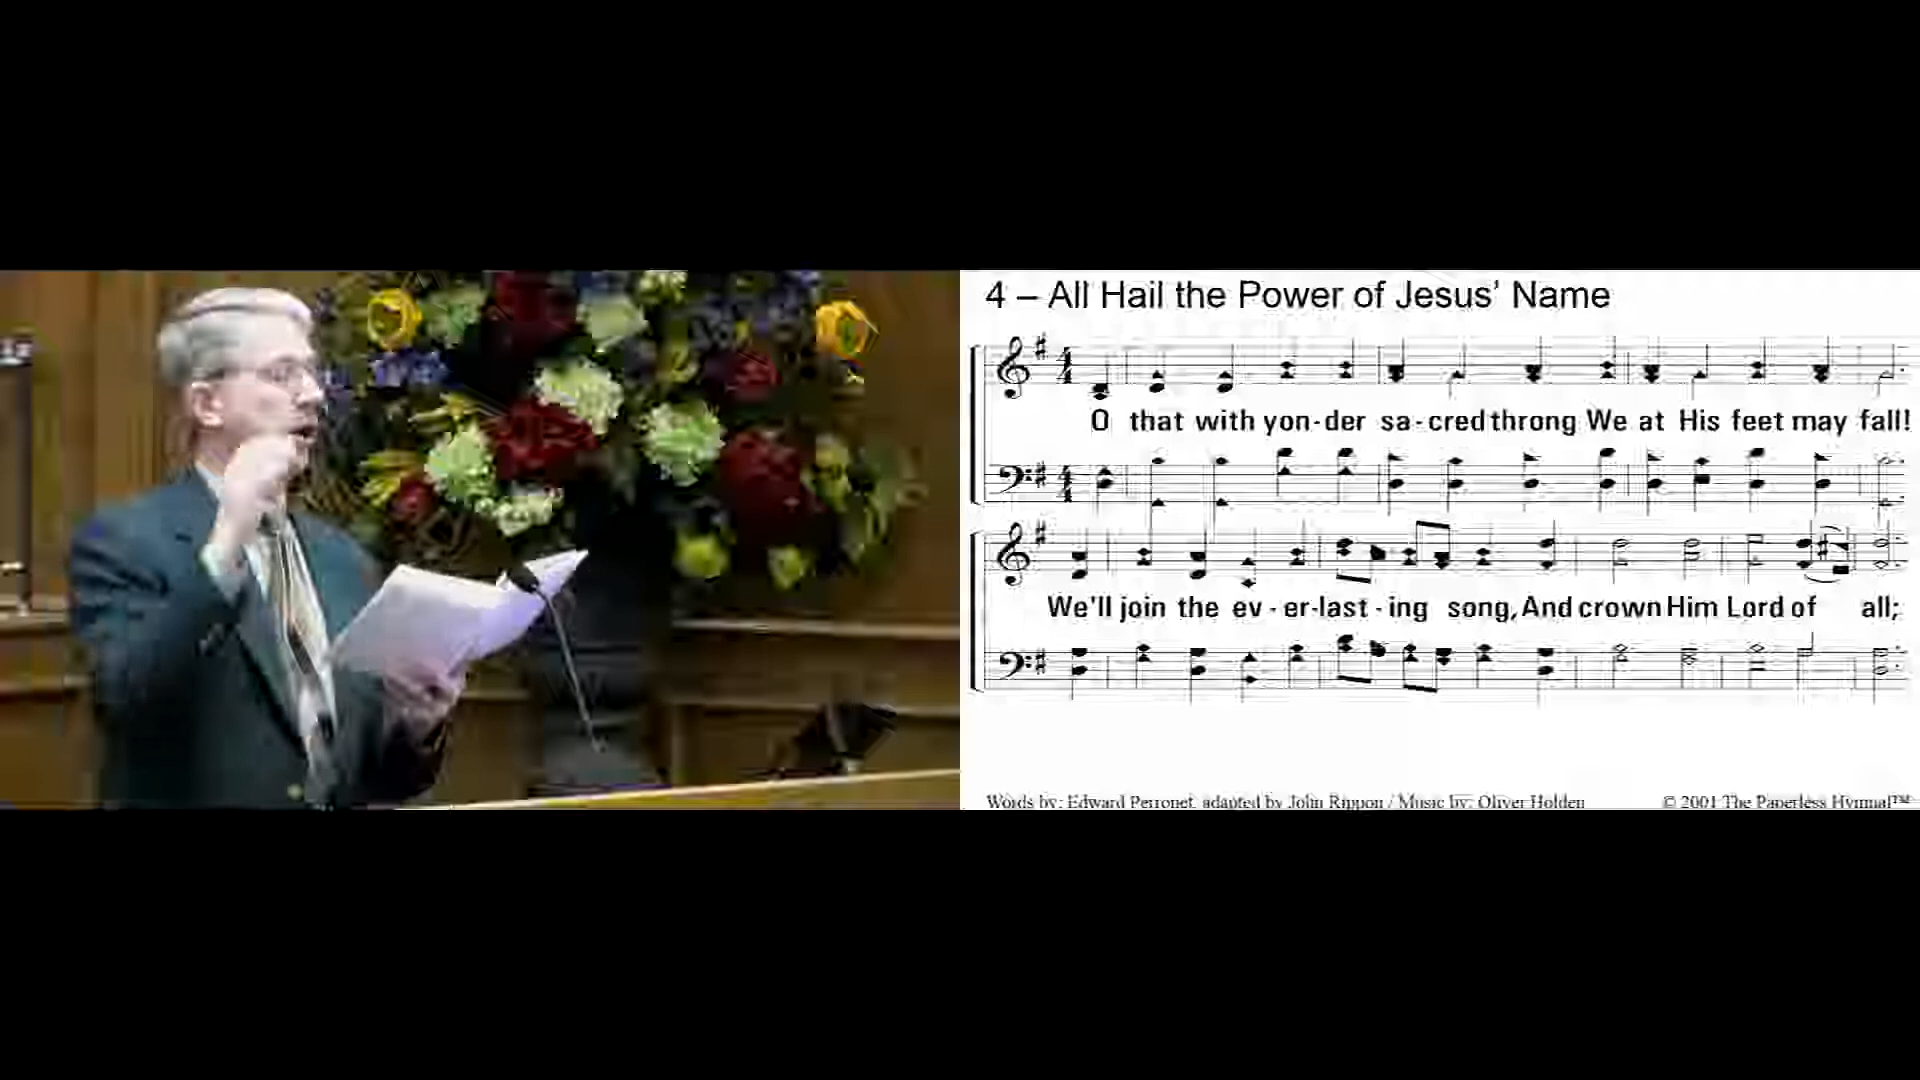 4 – All Hail the Power of Jesus’ Name
O that with yon-der sa-cred throng We at His feet may fall!
We'll join the ev-er-last-ing song, And crown Him Lord of all;
Words by: Edward Perronet, adapted by John Rippon / Music by: Oliver Holden © 2001 The Paperless Hymnal™